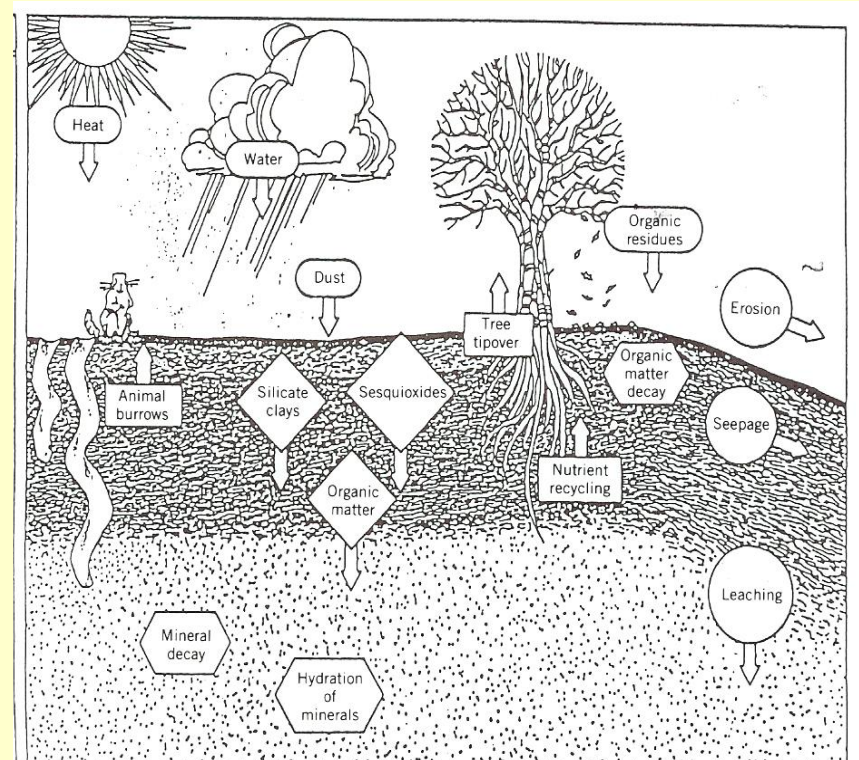 Heat
Water
Organic
residues
Dust
Erosion
Tree
tipover
Organic
matter
decay
Animal
burrows
Silicate
clays
Sesquioxides
Seepage
Nutrient
recycling
Organic
matter
Leaching
Mineral
decay
Hydration
of
minerals